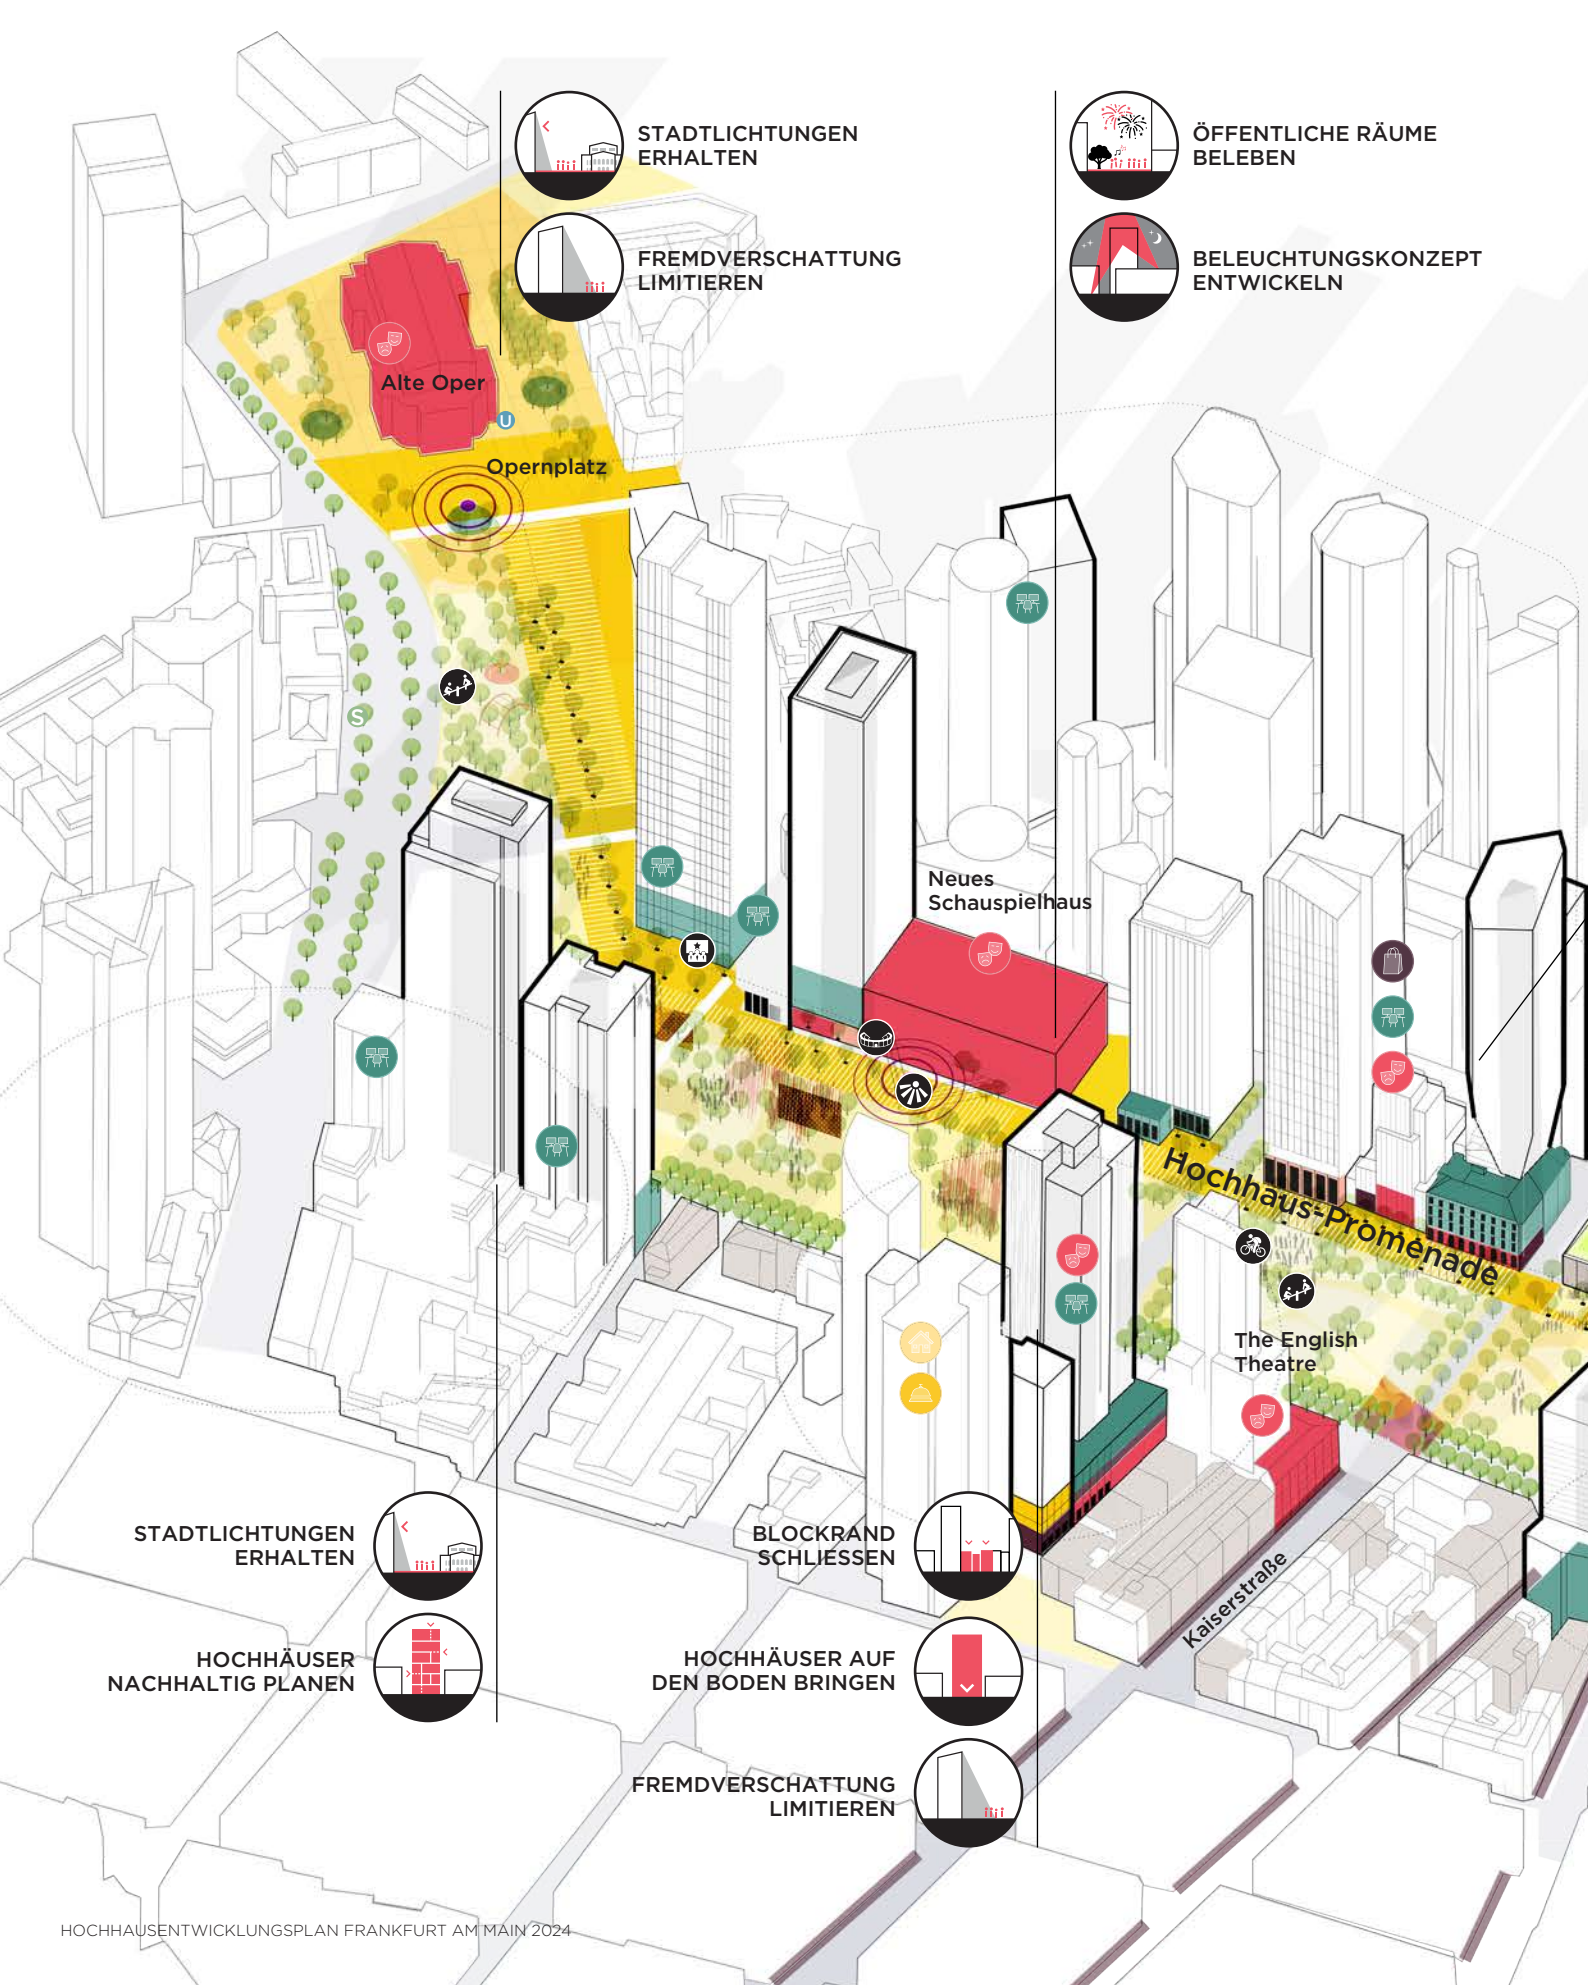 STADTLICHTUNGEN
ERHALTEN
FREMDVERSCHATTUNG
LIMITIEREN
ÖFFENTLICHE RÄUME
BELEBEN
BELEUCHTUNGSKONZEPT
ENTWICKELN
Alte Oper
U
Opernplatz
S
Neues
Schauspielhaus
Hochhaus-Promenade
The English
Theatre
Kaiserstraße
STADTLICHTUNGEN
ERHALTEN
HOCHHÄUSER
NACHHALTIG PLANEN
BLOCKRAND
SCHLIESSEN
HOCHHÄUSER AUF
DEN BODEN BRINGEN
FREMDVERSCHATTUNG
LIMITIEREN
HOCHHAUSENTWICKLUNGSPLAN FRANKFURT AM MAIN 2024